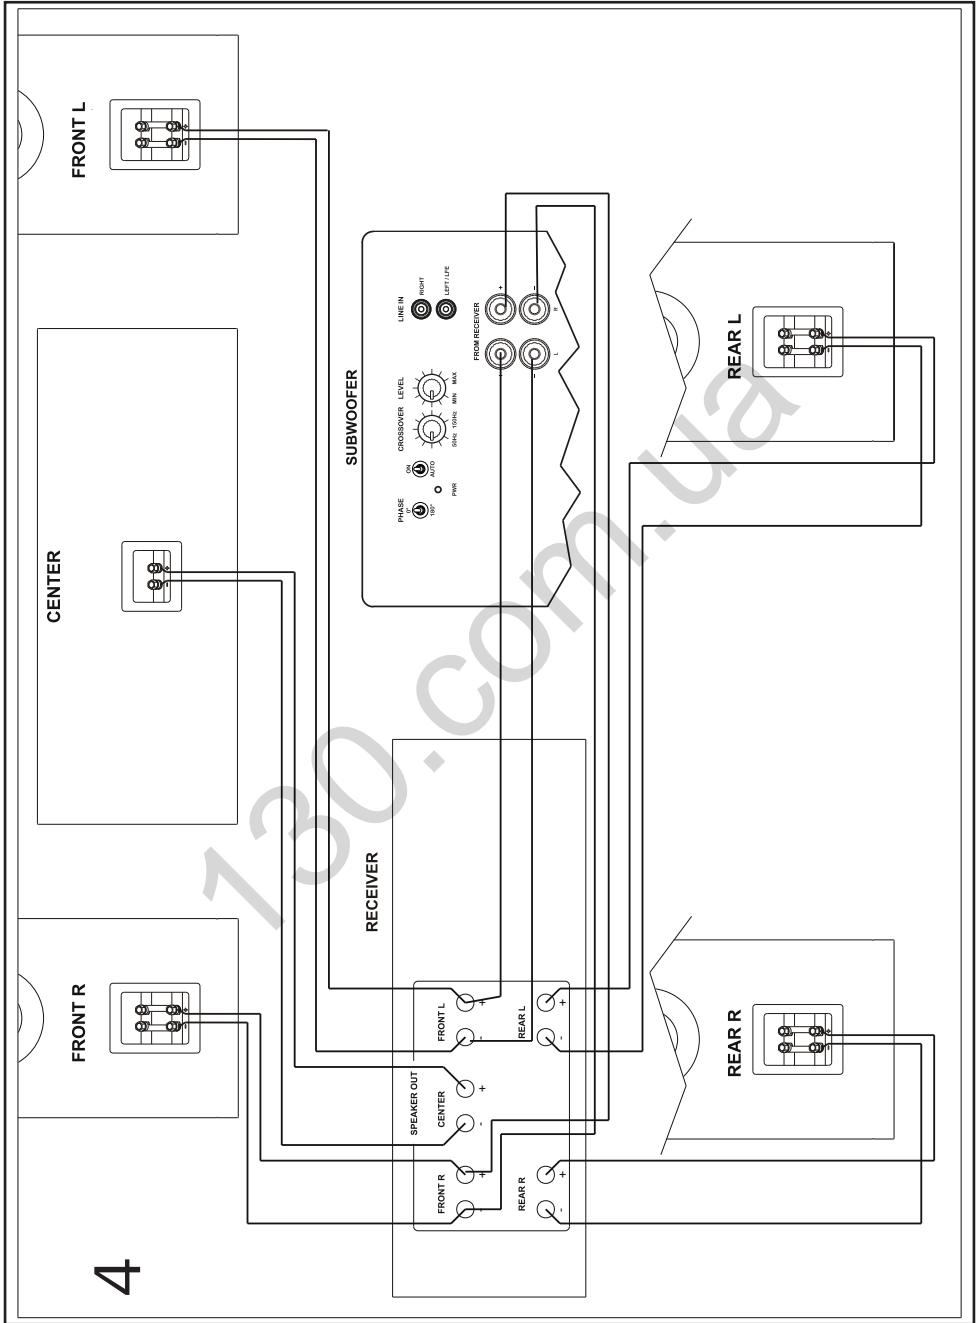 4
FRONT R
CENTER
FRONT L
RECEIVER
SPEAKER OUT
FRONT R
- +
CENTER
- +
FRONT L
- +
REAR R
- +
REAR L
- +
SUBWOOFER
PHASE
0°
180°
ON
AUTO
PWR
CROSSOVER
50Hz 150Hz
LEVEL
MIN MAX
LINE IN
RIGHT
LEFT / LFE
FROM RECEIVER
+ +
- -
L R
REAR R
REAR L
+
-
+
-
+
-
+
-
+
-
130.com.ua